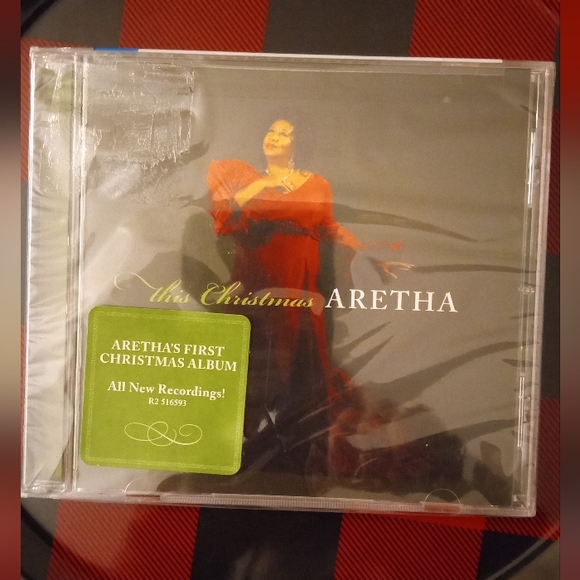 this Christmas ARETHA
ARETHA'S FIRST
CHRISTMAS ALBUM
All New Recordings!
R2 516593